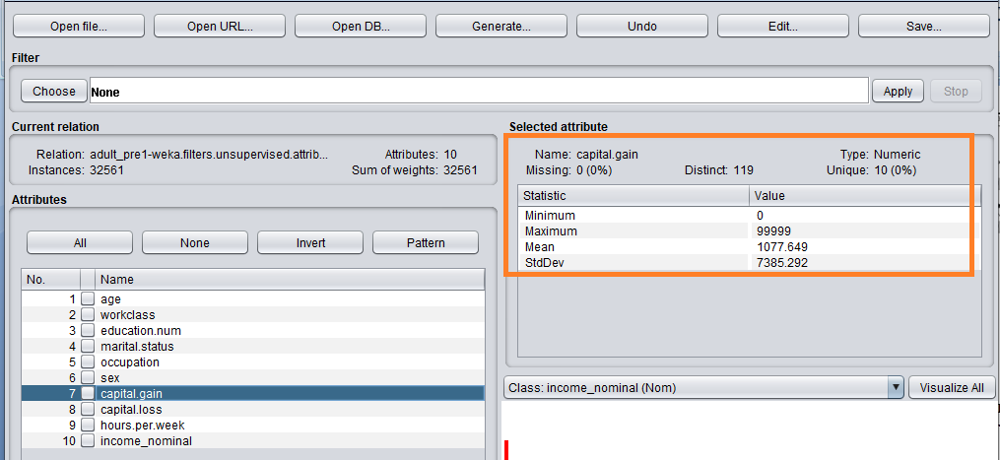 Open file... Open URL... Open DB... Generate... Undo Edit... Save...
Filter
Choose None Apply Stop
Current relation
Relation: adult_pre1-weka.filters.unsupervised.attrib... Attributes: 10
Instances: 32561 Sum of weights: 32561
Attributes
All None Invert Pattern
No. Name
1 age
2 workclass
3 education.num
4 marital.status
5 occupation
6 sex
7 capital.gain
8 capital.loss
9 hours.per.week
10 income_nominal
Selected attribute
Name: capital.gain Type: Numeric
Missing: 0 (0%) Distinct: 119 Unique: 10 (0%)
Statistic Value
Minimum 0
Maximum 99999
Mean 1077.649
StdDev 7385.292
Class: income_nominal (Nom) Visualize All